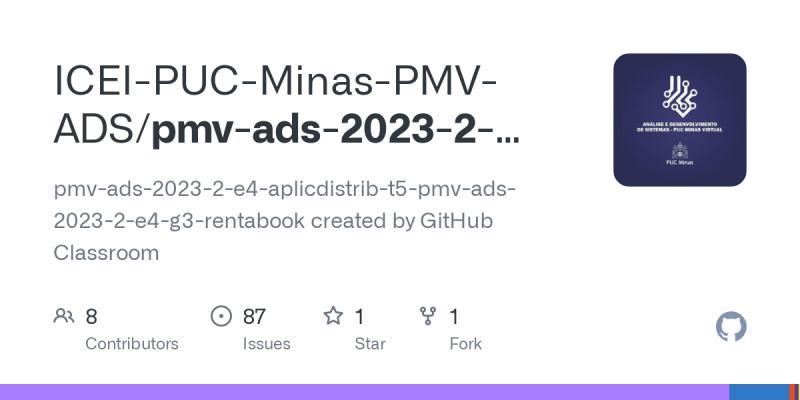 ICEI-PUC-Minas-PMV-
ADS/pmv-ads-2023-2-...
pmv-ads-2023-2-e4-aplicdistrib-t5-pmv-ads-
2023-2-e4-g3-rentabook created by GitHub
Classroom
ANÁLISE E DESENVOLVIMENTO
DE SISTEMAS - PUC MINAS VIRTUAL
PUC Minas
8
Contributors
87
Issues
1
Star
1
Fork